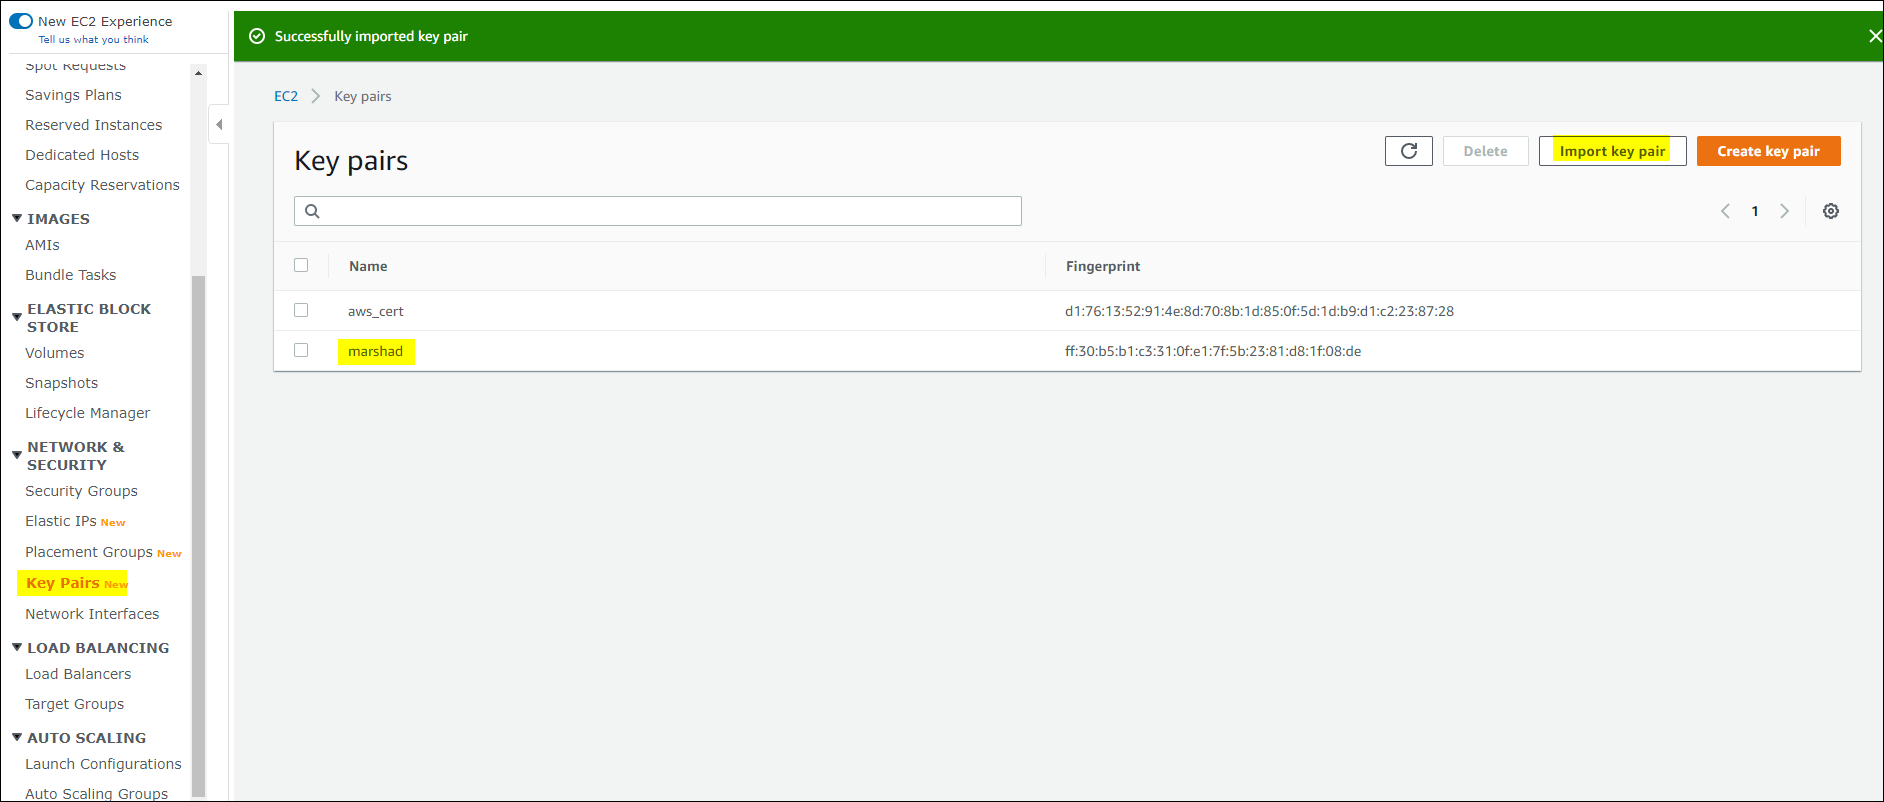 New EC2 Experience
Tell us what you think
Spot Requests
Savings Plans
Reserved Instances
Dedicated Hosts
Capacity Reservations
IMAGES
AMIs
Bundle Tasks
ELASTIC BLOCK
STORE
Volumes
Snapshots
Lifecycle Manager
NETWORK &
SECURITY
Security Groups
Elastic IPs New
Placement Groups New
Key Pairs New
Network Interfaces
LOAD BALANCING
Load Balancers
Target Groups
AUTO SCALING
Launch Configurations
Auto Scaling Groups
Successfully imported key pair
EC2 Key pairs
Key pairs
Delete Import key pair Create key pair
1
Name Fingerprint
aws_cert d1:76:13:52:91:4e:8d:70:8b:1d:85:0f:5d:1d:b9:d1:c2:23:87:28
marshad ff:30:b5:b1:c3:31:0f:e1:7f:5b:23:81:d8:1f:08:de